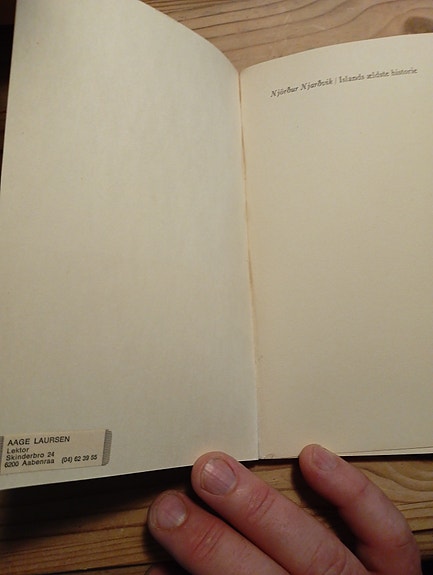 AAGE LAURSEN
Lektor
Skinderbro 24
6200 Aabenraa (04) 62 39 55
Njörður Njarðvík / Islands ældste historie